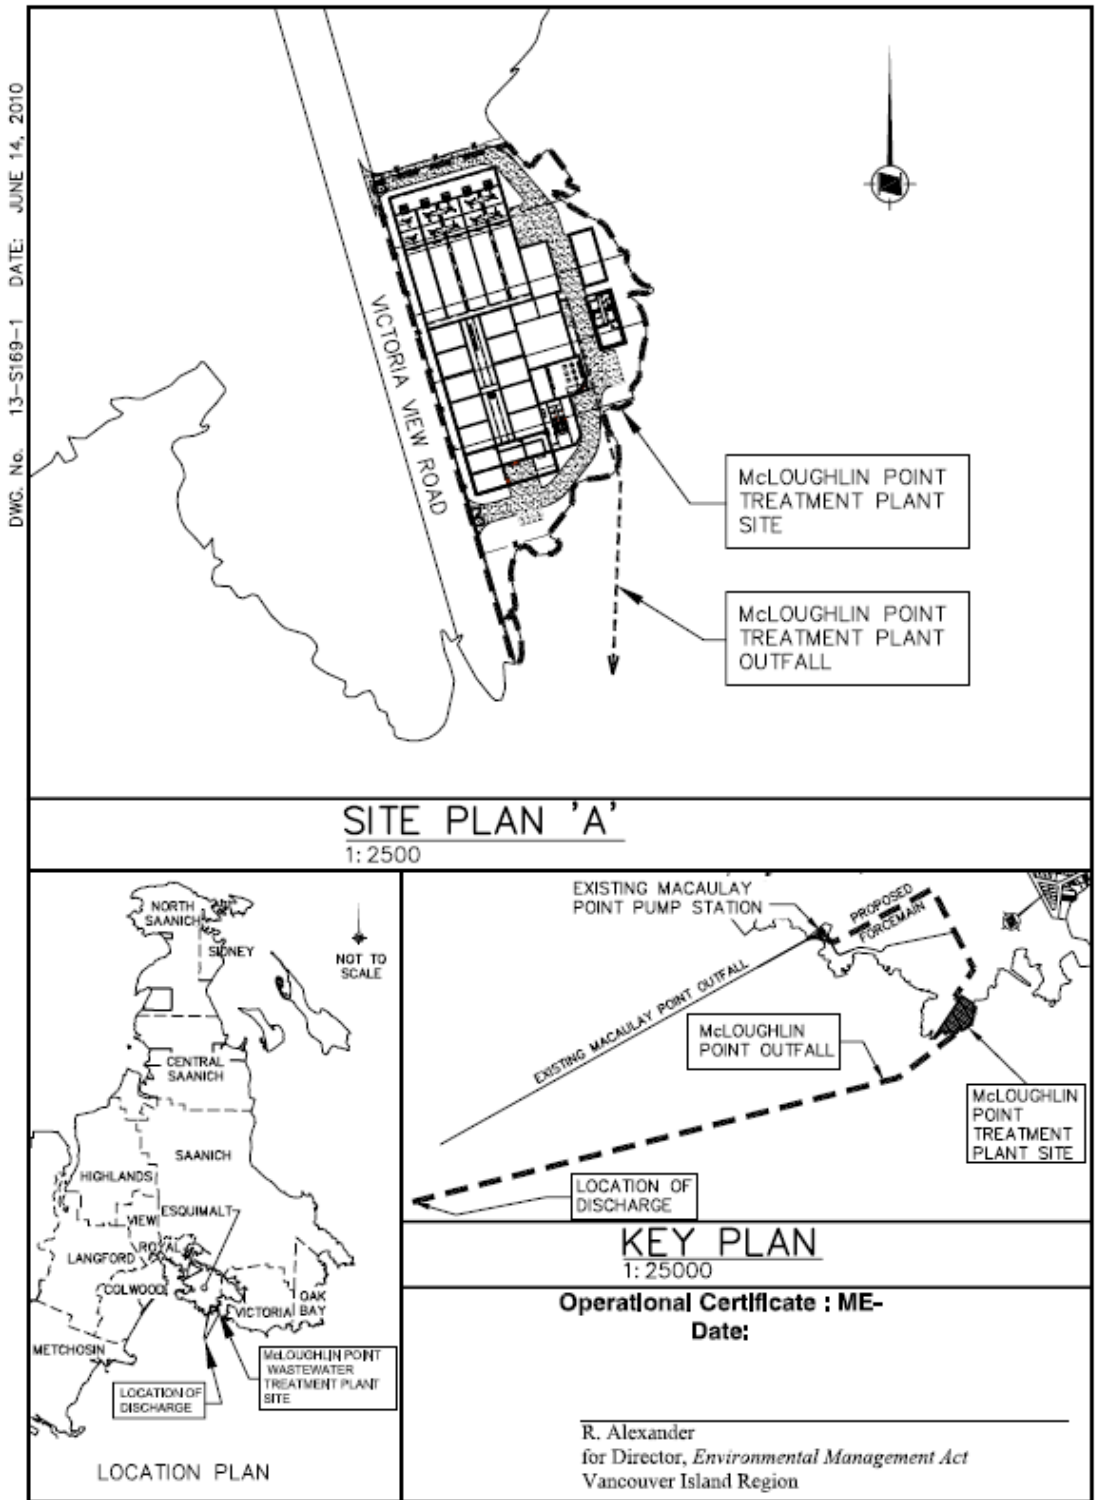 DWG. No. 13-S169-1 DATE: JUNE 14, 2010
VICTORIA VIEW ROAD
McLOUGHLIN POINT
TREATMENT PLANT
SITE
McLOUGHLIN POINT
TREATMENT PLANT
OUTFALL
SITE PLAN 'A'
1:2500
NORTH
SAANICH
SIDNEY
NOT TO
SCALE
CENTRAL
SAANICH
SAANICH
HIGHLANDS
ESQUIMALT
VIEW
ROYAL
LANGFORD
COLWOOD
VICTORIA
OAK
BAY
METCHOSIN
McLOUGHLIN POINT
WASTEWATER
TREATMENT PLANT
SITE
LOCATION OF
DISCHARGE
LOCATION PLAN
EXISTING MACAULAY
POINT PUMP STATION
PROPOSED
FORCEMAIN
EXISTING MACAULAY POINT OUTFALL
McLOUGHLIN
POINT OUTFALL
McLOUGHLIN
POINT
TREATMENT
PLANT SITE
LOCATION OF
DISCHARGE
KEY PLAN
1:25000
Operational Certificate : ME-
Date:
R. Alexander
for Director, Environmental Management Act
Vancouver Island Region